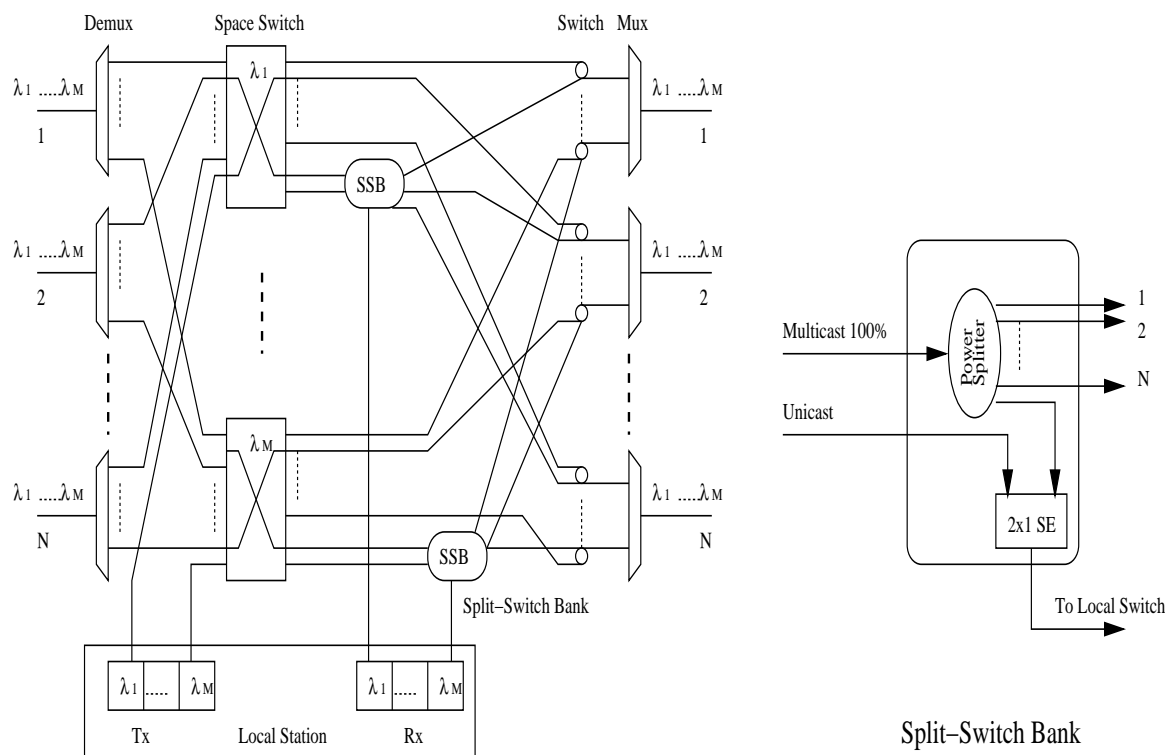 Demux
Space Switch
Switch
Mux
λ1 .....λM
1
λ1
λ1 .....λM
1
SSB
λ1 .....λM
2
λ1 .....λM
2
λM
λ1 .....λM
N
λ1 .....λM
N
SSB
Split–Switch Bank
λ1 ..... λM
Tx
Local Station
λ1 ..... λM
Rx
Multicast 100%
Power
Splitter
1
2
N
Unicast
2x1 SE
To Local Switch
Split–Switch Bank